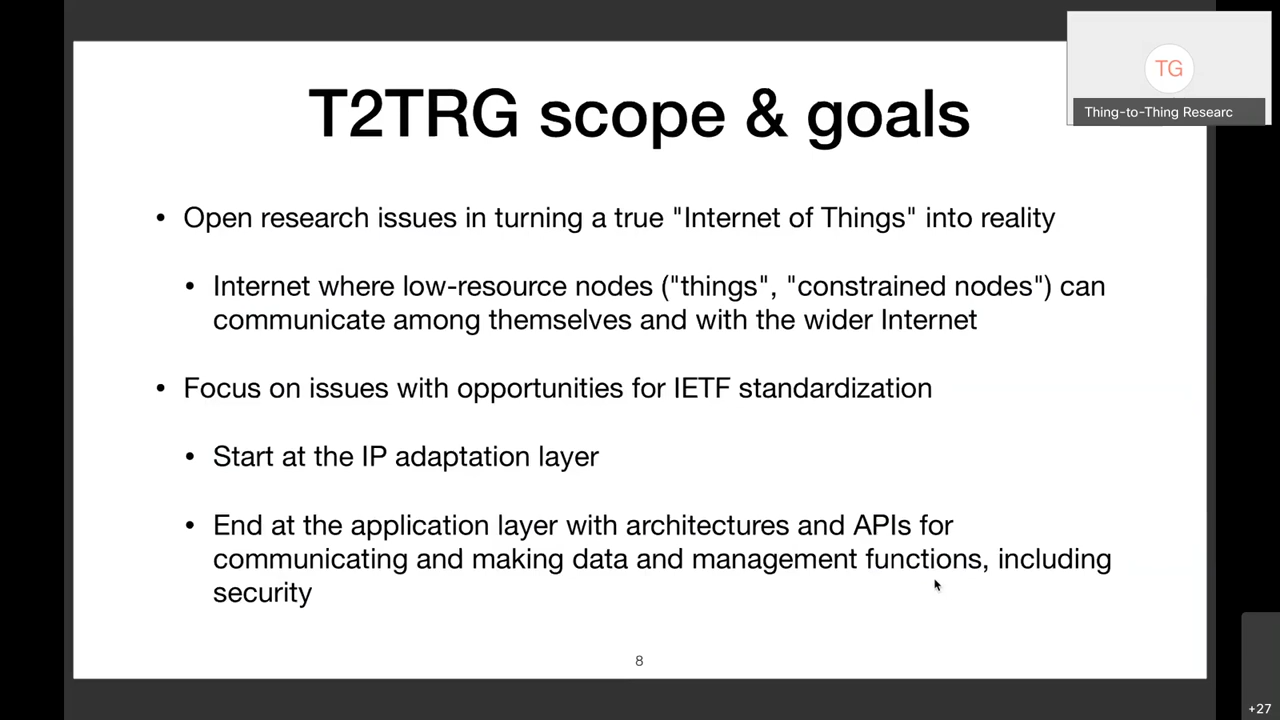 T2TRG scope & goals
TG
Thing-to-Thing Researc
• Open research issues in turning a true "Internet of Things" into reality
• Internet where low-resource nodes ("things", "constrained nodes") can
communicate among themselves and with the wider Internet
• Focus on issues with opportunities for IETF standardization
• Start at the IP adaptation layer
• End at the application layer with architectures and APIs for
communicating and making data and management functions, including
security
8
+27